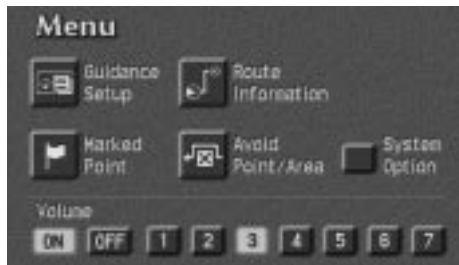 Menu
Guidance
Setup
Route
Information
Marked
Point
Avoid
Point/Area
System
Option
Volume
ON OFF 1 2 3 4 5 6 7